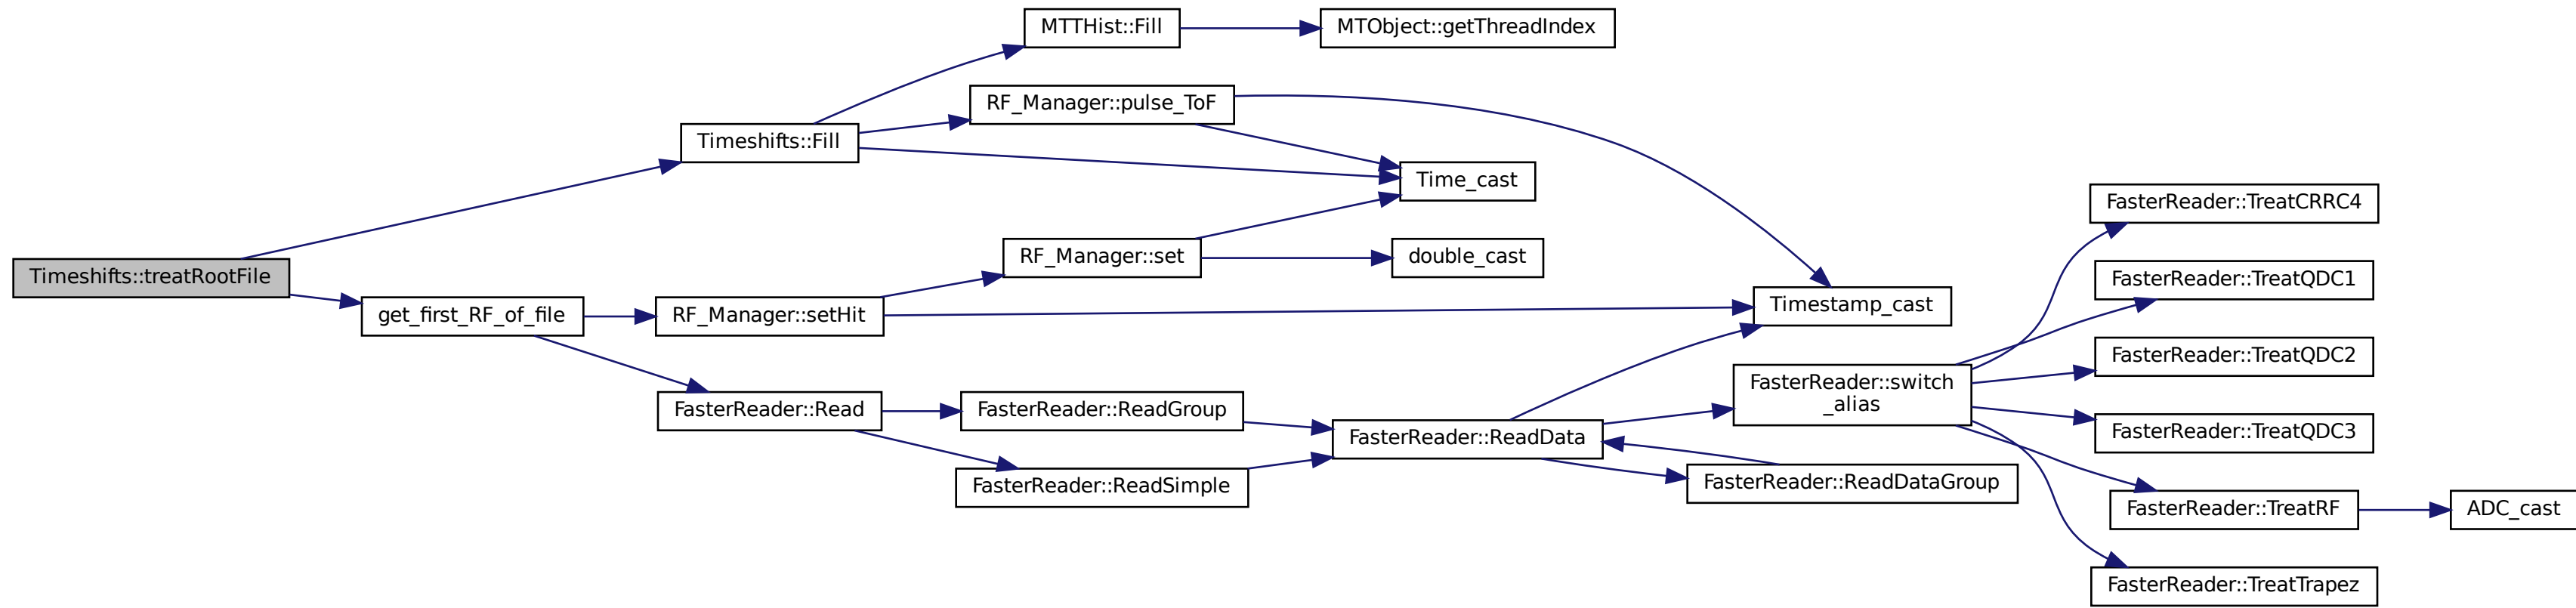 MTTHist::Fill
MTObject::getThreadIndex
RF_Manager::pulse_ToF
Timeshifts::Fill
Time_cast
FasterReader::TreatCRRC4
RF_Manager::set
double_cast
Timeshifts::treatRootFile
FasterReader::TreatQDC1
get_first_RF_of_file
RF_Manager::setHit
Timestamp_cast
FasterReader::TreatQDC2
FasterReader::switch
_alias
FasterReader::Read
FasterReader::ReadGroup
FasterReader::ReadData
FasterReader::TreatQDC3
FasterReader::ReadSimple
FasterReader::ReadDataGroup
FasterReader::TreatRF
ADC_cast
FasterReader::TreatTrapez